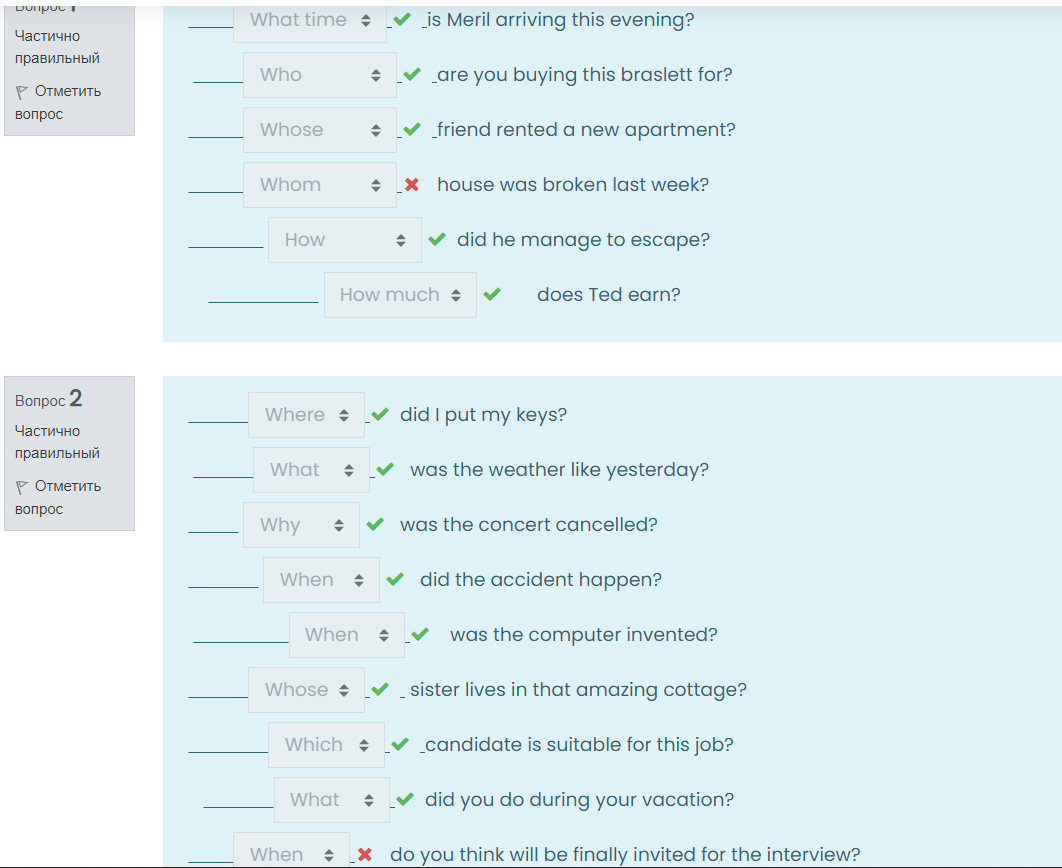 Вопрос 1
Частично
правильный
Отметить
вопрос
What time _is Meril arriving this evening?
Who _are you buying this braslett for?
Whose _friend rented a new apartment?
Whom house was broken last week?
How did he manage to escape?
How much does Ted earn?
Вопрос 2
Частично
правильный
Отметить
вопрос
Where did I put my keys?
What was the weather like yesterday?
Why was the concert cancelled?
When did the accident happen?
When was the computer invented?
Whose _ sister lives in that amazing cottage?
Which _candidate is suitable for this job?
What did you do during your vacation?
When do you think will be finally invited for the interview?